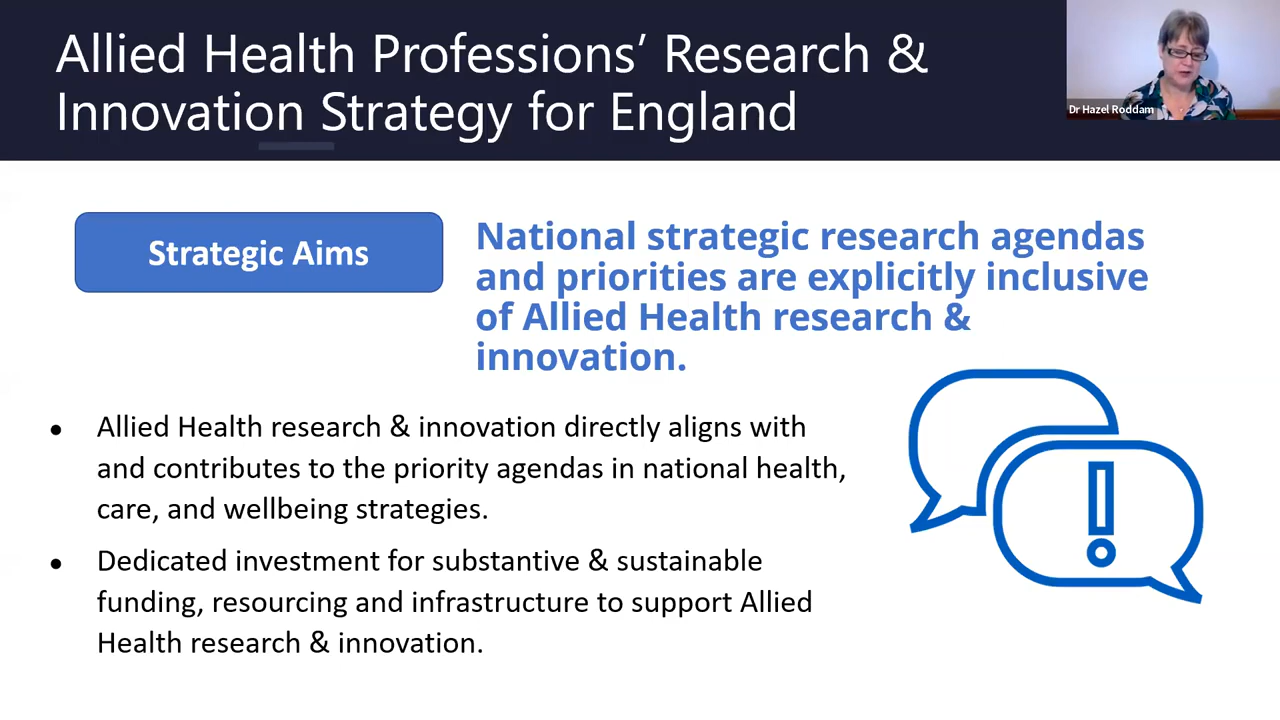 Allied Health Professions’ Research &
Innovation Strategy for England
Dr Hazel Roddam
Strategic Aims
National strategic research agendas
and priorities are explicitly inclusive
of Allied Health research &
innovation.
• Allied Health research & innovation directly aligns with
and contributes to the priority agendas in national health,
care, and wellbeing strategies.
• Dedicated investment for substantive & sustainable
funding, resourcing and infrastructure to support Allied
Health research & innovation.
!